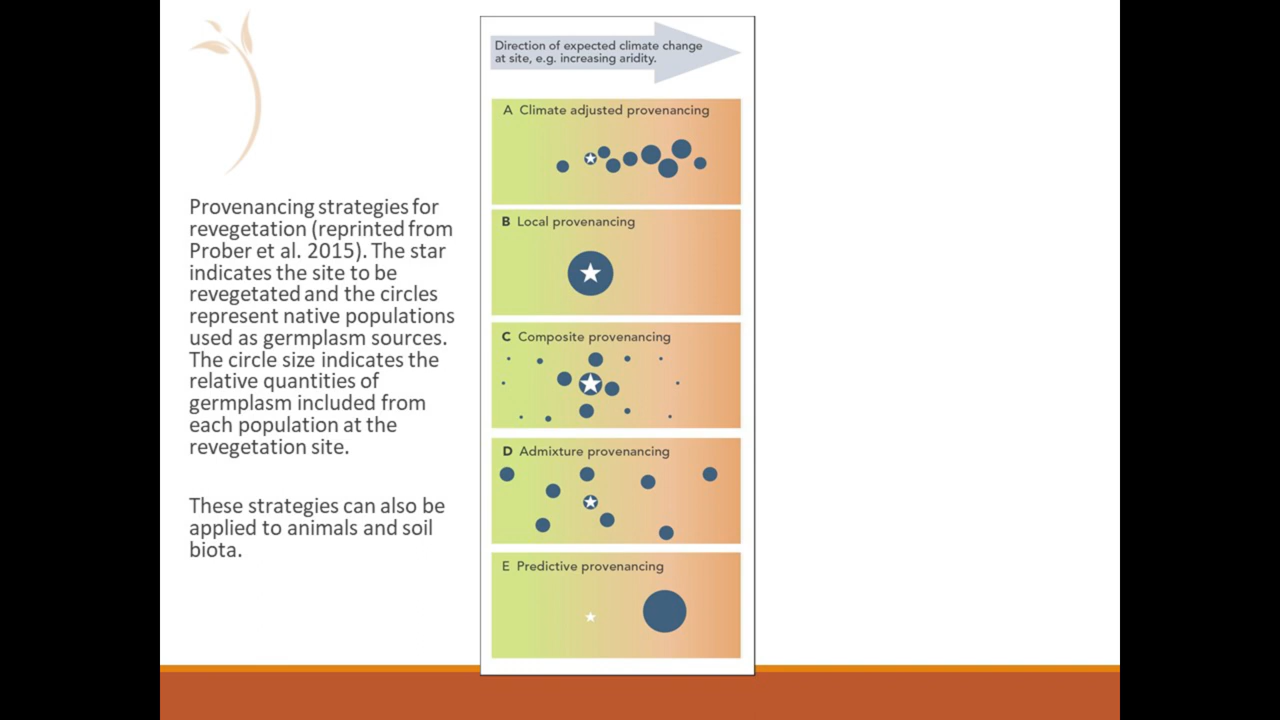 Provenancing strategies for
revegetation (reprinted from
Prober et al. 2015). The star
indicates the site to be
revegetated and the circles
represent native populations
used as germplasm sources.
The circle size indicates the
relative quantities of
germplasm included from
each population at the
revegetation site.
These strategies can also be
applied to animals and soil
biota.
Direction of expected climate change
at site, e.g. increasing aridity.
A Climate adjusted provenancing
B Local provenancing
C Composite provenancing
D Admixture provenancing
E Predictive provenancing